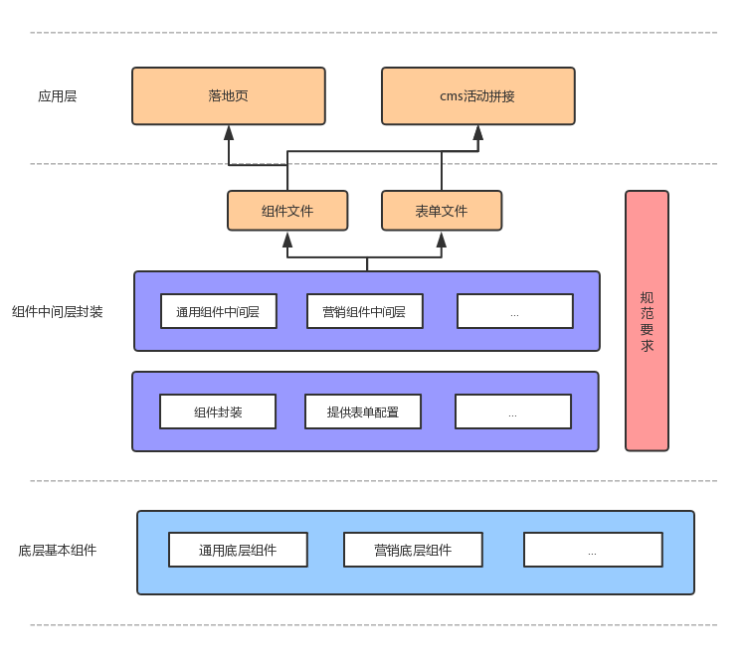 应用层
落地页
cms活动拼接
组件文件
表单文件
组件中间层封装
通用组件中间层
营销组件中间层
...
规
范
要
求
组件封装
提供表单配置
...
底层基本组件
通用底层组件
营销底层组件
...